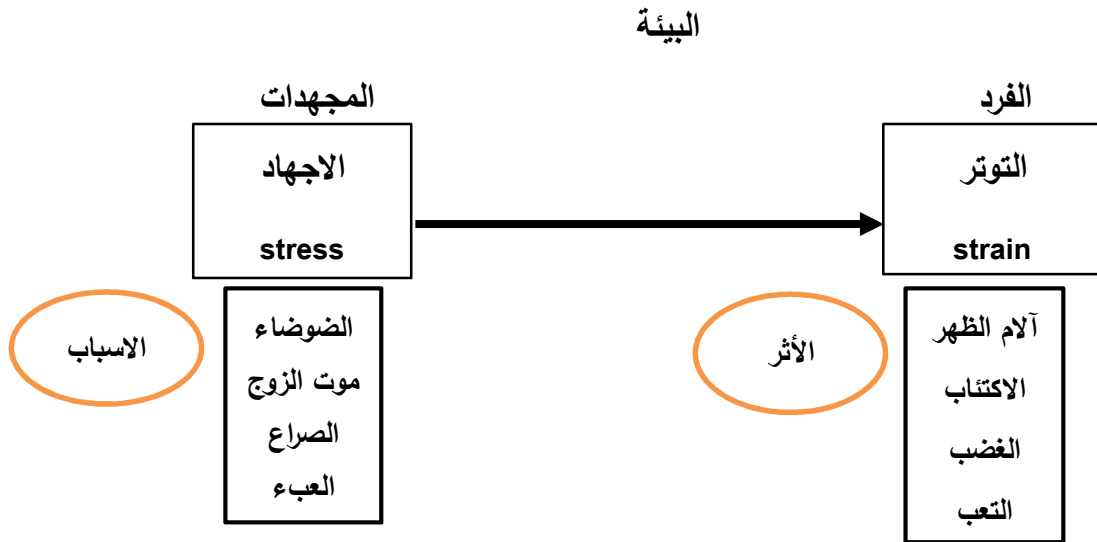 البيئة
الفرد
المجهدات
التوتر
strain
الاجهاد
stress
آلام الظهر
الاكتئاب
الغضب
التعب
الأثر
الضوضاء
موت الزوج
الصراع
العبء
الاسباب